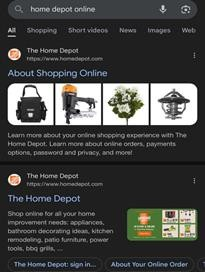 home depot online
All Shopping Short videos News Images Web
The Home Depot
https://www.homedepot.com
About Shopping Online
Learn more about your online shopping experience with The
Home Depot. Learn more about online orders, payments
options, password and privacy, and more!
The Home Depot
https://www.homedepot.com
The Home Depot
Shop online for all your home
improvement needs: appliances,
bathroom decorating ideas, kitchen
remodeling, patio furniture, power
tools, bbq grills, ...
The Home Depot: sign in...
About Your Online Order